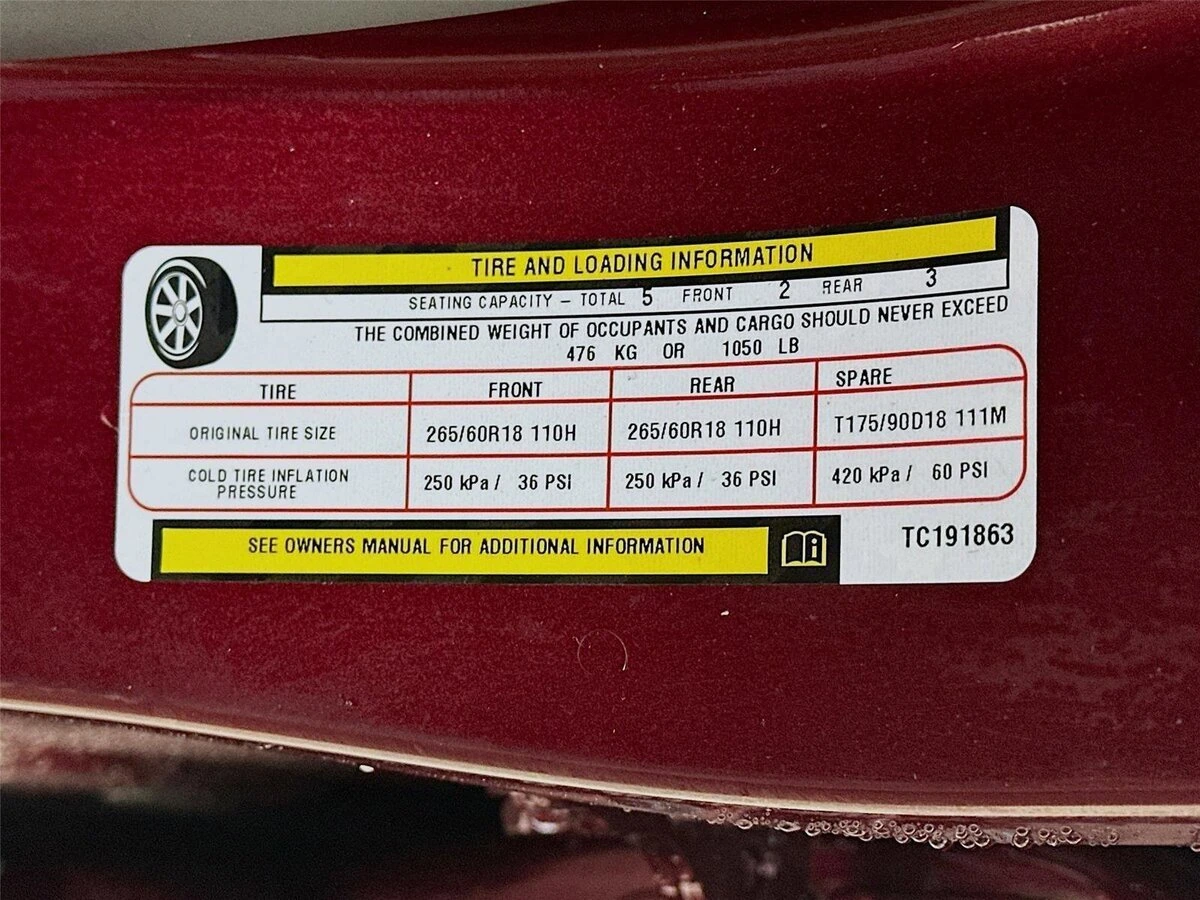 TIRE AND LOADING INFORMATION
SEATING CAPACITY – TOTAL 5 FRONT 2 REAR 3
THE COMBINED WEIGHT OF OCCUPANTS AND CARGO SHOULD NEVER EXCEED
476 KG OR 1050 LB
TIRE FRONT REAR SPARE
ORIGINAL TIRE SIZE 265/60R18 110H 265/60R18 110H T175/90D18 111M
COLD TIRE INFLATION PRESSURE 250 kPa / 36 PSI 250 kPa / 36 PSI 420 kPa / 60 PSI
SEE OWNERS MANUAL FOR ADDITIONAL INFORMATION
TC191863